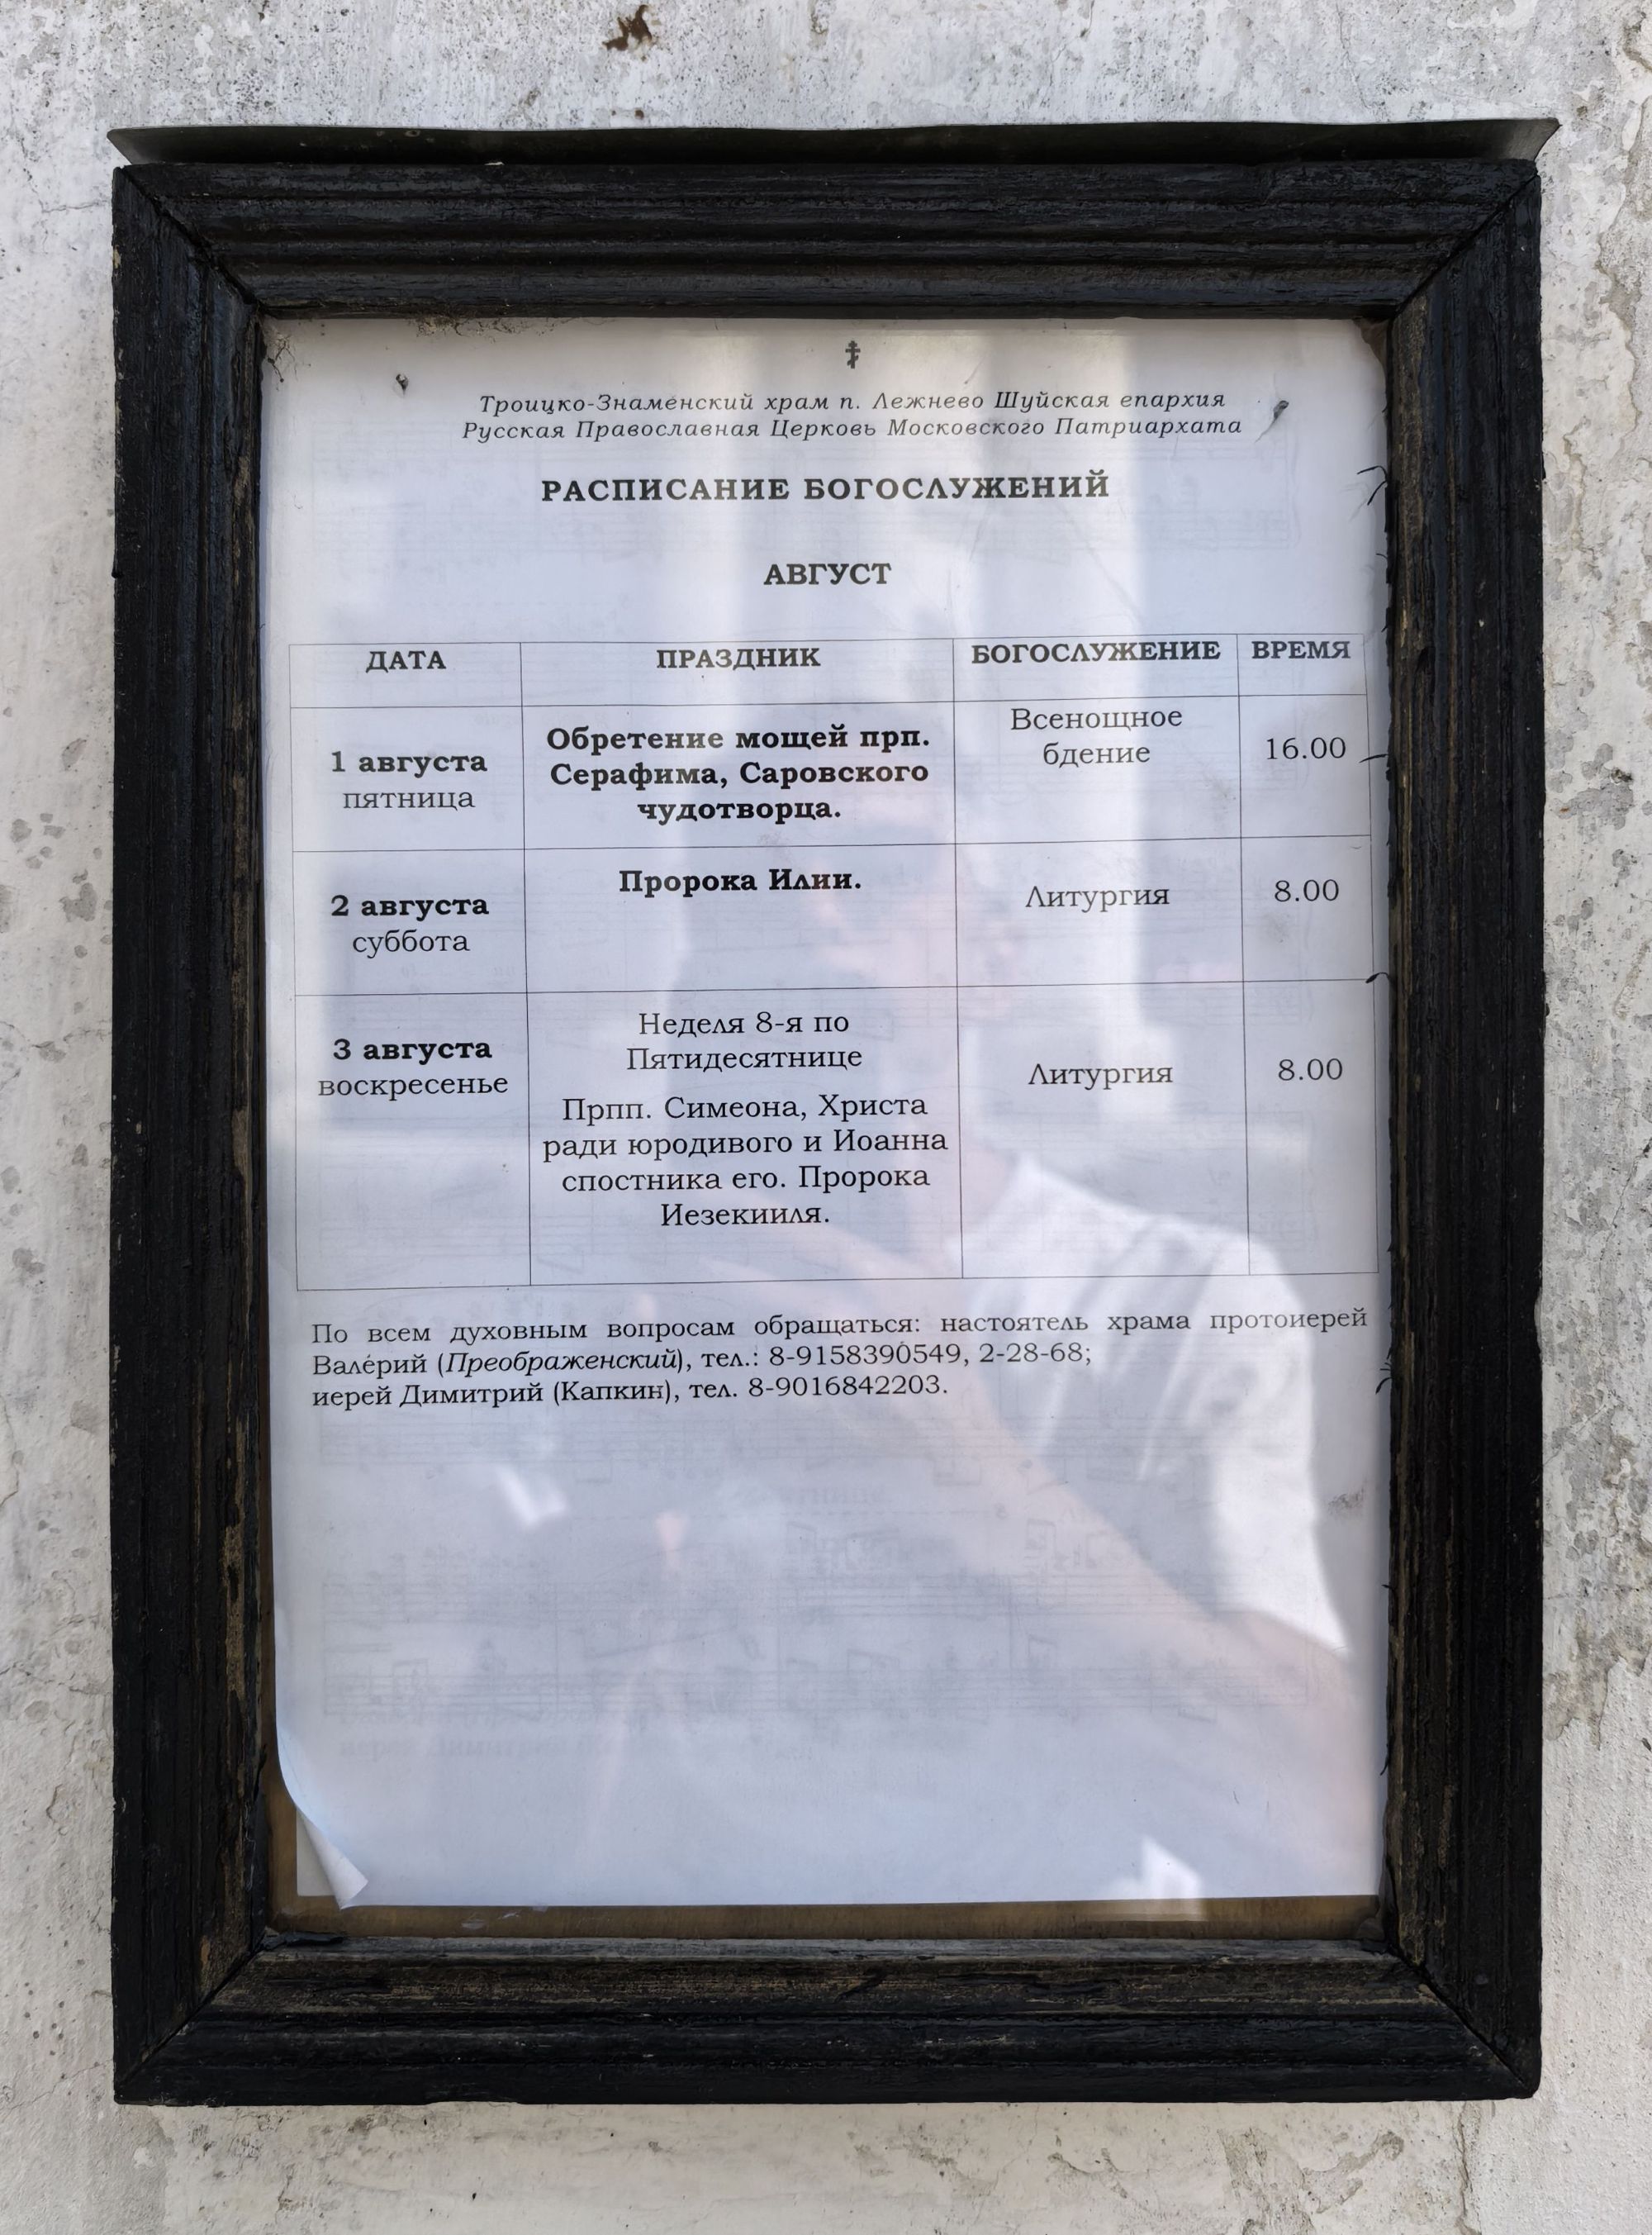 Троицко-Знаменский храм п. Лежнево Шуйская епархия
Русская Православная Церковь Московского Патриархата
РАСПИСАНИЕ БОГОСЛУЖЕНИЙ
АВГУСТ
ДАТА ПРАЗДНИК БОГОСЛУЖЕНИЕ ВРЕМЯ
1 августа
пятница
Обретение мощей прп.
Серафима, Саровского
чудотворца.
Всенощное
бдение
16.00
2 августа
суббота
Пророка Илии.
Литургия
8.00
3 августа
воскресенье
Неделя 8-я по
Пятидесятнице
Прпп. Симеона, Христа
ради юродивого и Иоанна
спостника его. Пророка
Иезекииля.
Литургия
8.00
По всем духовным вопросам обращаться: настоятель храма протоиерей
Валерий (Преображенский), тел.: 8-9158390549, 2-28-68;
иерей Димитрий (Капкин), тел. 8-9016842203.
иерей Димитрий